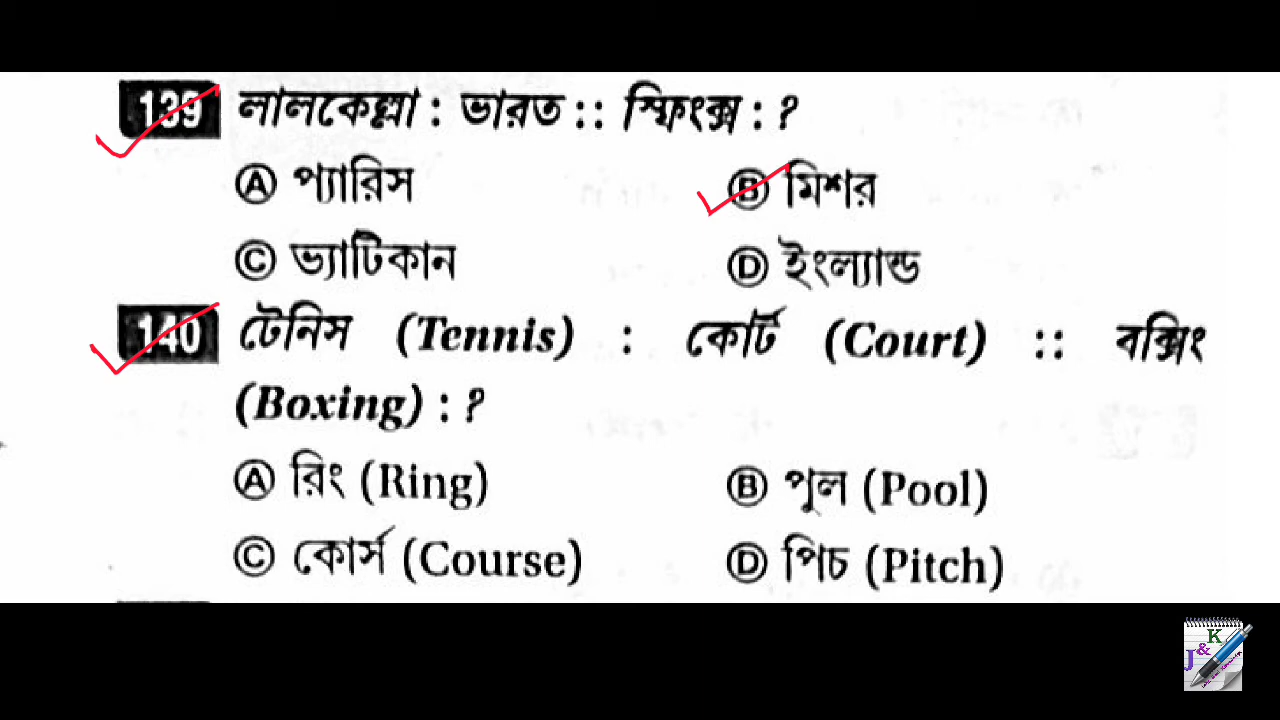 139 লালকেল্লা : ভারত :: স্ফিংক্স : ?
Ⓐ প্যারিস Ⓑ মিশর
Ⓒ ভ্যাটিকান Ⓓ ইংল্যান্ড
140 টেনিস (Tennis) : কোর্ট (Court) :: বক্সিং
(Boxing) : ?
Ⓐ রিং (Ring) Ⓑ পুল (Pool)
Ⓒ কোর্স (Course) Ⓓ পিচ (Pitch)
J&K